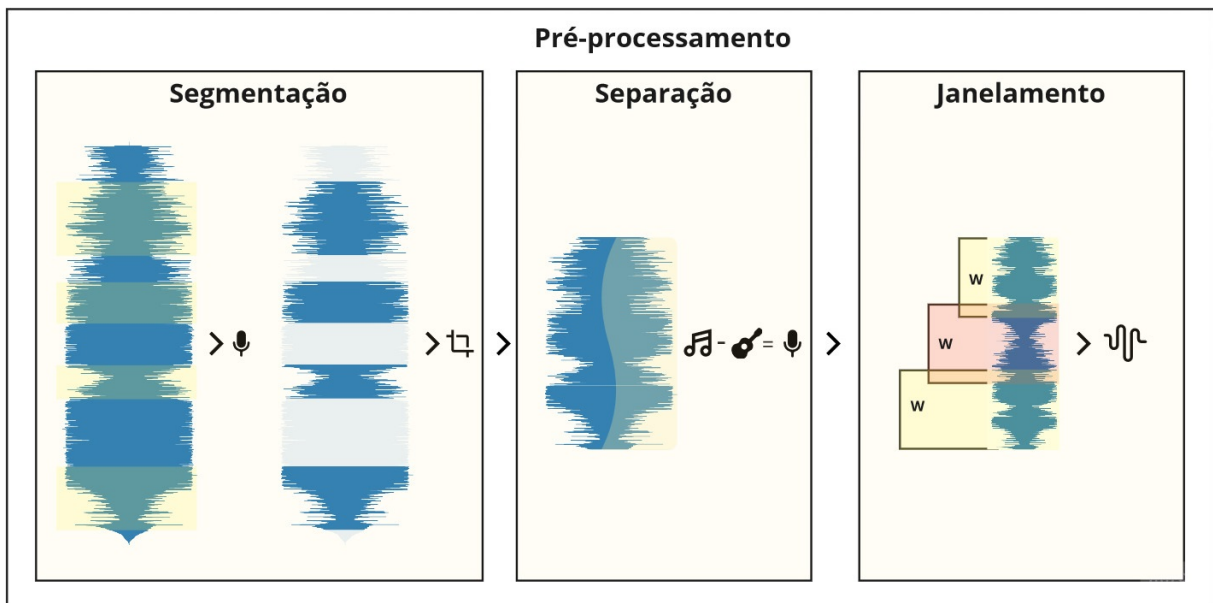 Pré-processamento
Segmentação
Separação
Janelamento
W
W
W
- =